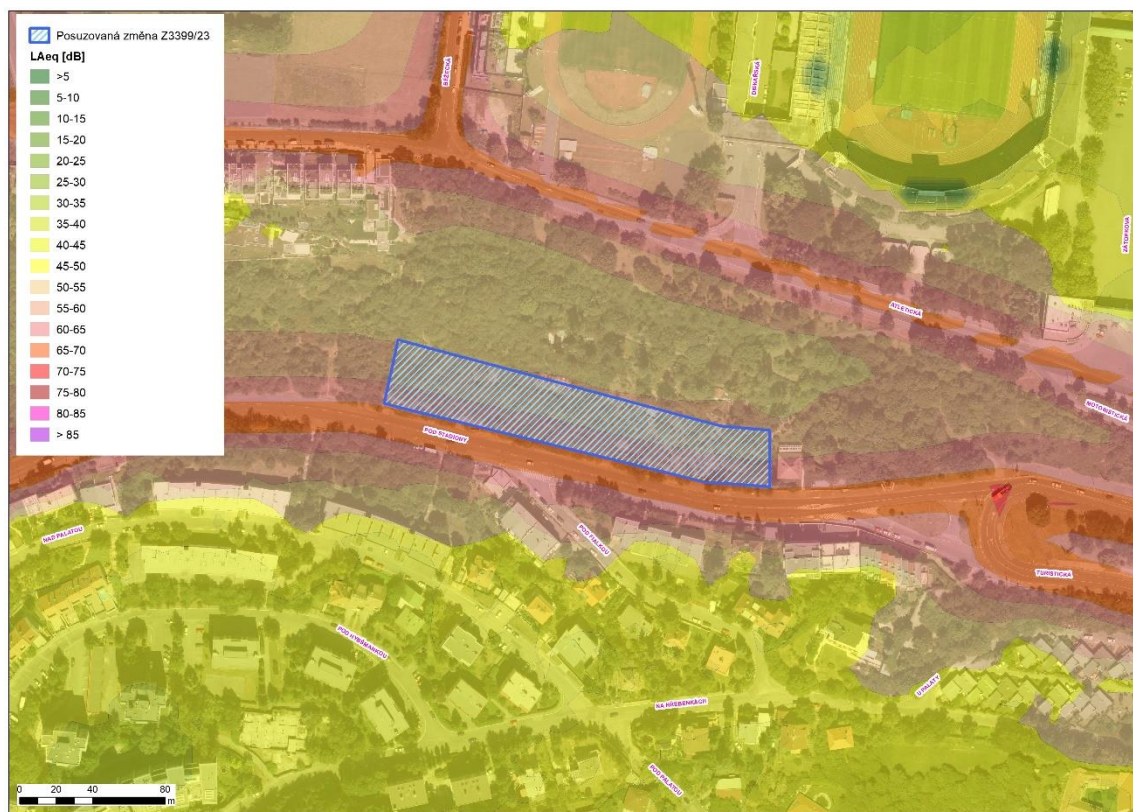 Posuzovaná změna Z3399/23
LAeq [dB]
>5
5-10
10-15
15-20
20-25
25-30
30-35
35-40
40-45
45-50
50-55
55-60
60-65
65-70
70-75
75-80
80-85
> 85
BĚŽECKÁ
DISKAŘSKÁ
ZÁTOPKOVA
ATLETICKÁ
MOTORISTICKÁ
POD STADIONY
NAD PALATOU
POD FIALKOU
TURISTICKÁ
POD HYBŠMANKOU
U PALATY
NA HŘEBENKÁCH
POD PALATOU
0 20 40 80
m